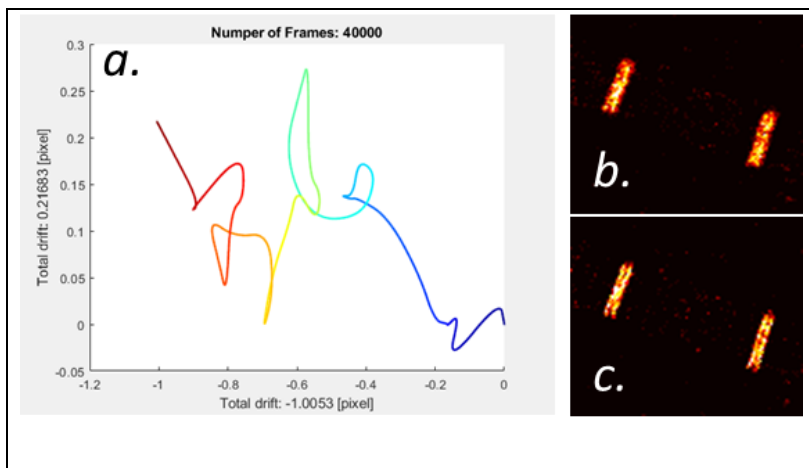 Numper of Frames: 40000
a.
0.3
0.25
0.2
0.15
0.1
0.05
0
-0.05
Total drift: 0.21683 [pixel]
-1.2
-1
-0.8
-0.6
-0.4
-0.2
0
Total drift: -1.0053 [pixel]
b.
c.